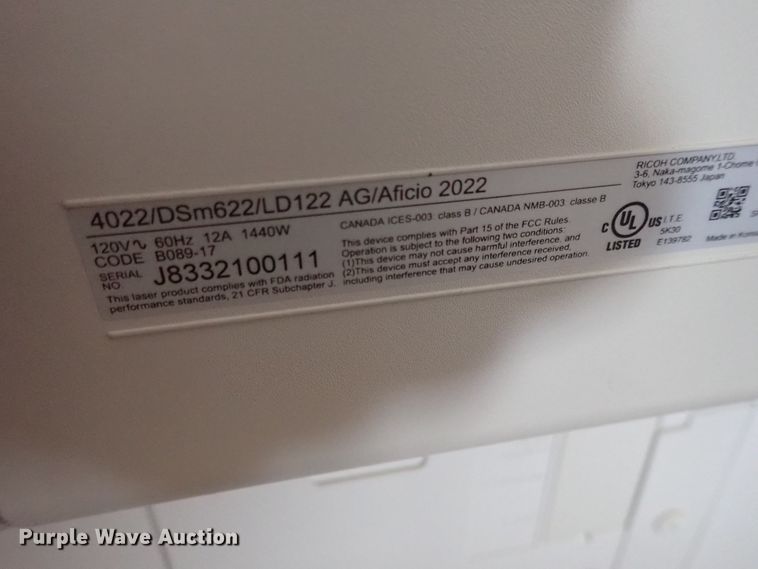 4022/DSm622/LD122 AG/Aficio 2022
120V∿ 60Hz 12A 1440W
CODE B089-17
SERIAL NO. J8332100111
This laser product complies with FDA radiation
performance standards, 21 CFR Subchapter J.
CANADA ICES-003 class B / CANADA NMB-003 classe B
This device complies with Part 15 of the FCC Rules.
Operation is subject to the following two conditions:
(1)This device may not cause harmful interference, and
(2)This device must accept any interference received,
including interference that may cause undesired operation.
C UL US
LISTED
I.T.E.
5K30
E139782
RICOH COMPANY,LTD.
3-6, Naka-magome 1-Chome
Tokyo 143-8555 Japan
Made in
Purple Wave Auction